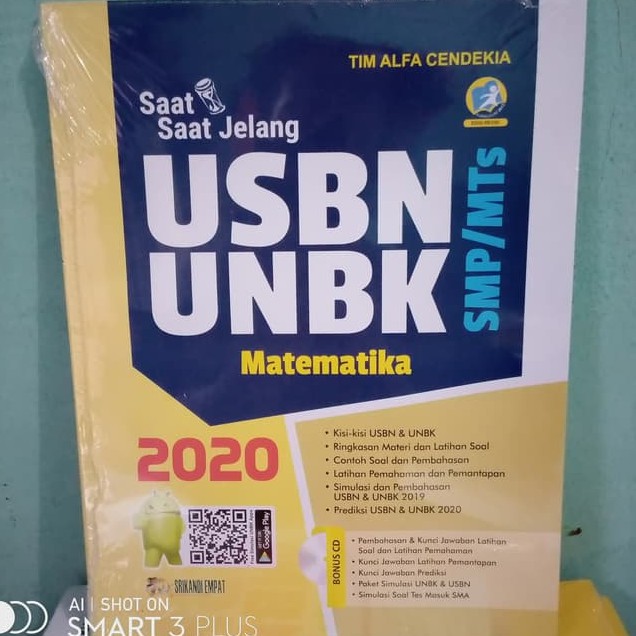 TIM ALFA CENDEKIA
Saat
Saat Jelang
USBN
UNBK
SMP/MTs
Matematika
2020
• Kisi-kisi USBN & UNBK
• Ringkasan Materi dan Latihan Soal
• Contoh Soal dan Pembahasan
• Latihan Pemahaman dan Pemantapan
• Simulasi dan Pembahasan
USBN & UNBK 2019
• Prediksi USBN & UNBK 2020
BONUS CD
• Pembahasan & Kunci Jawaban Latihan
Soal dan Latihan Pemahaman
• Kunci Jawaban Latihan Pemantapan
• Kunci Jawaban Prediksi
• Paket Simulasi UNBK & USBN
• Simulasi Soal Tes Masuk SMA
Google Play
SRIKANDI EMPAT
AI | SHOT ON
SMART 3 PLUS